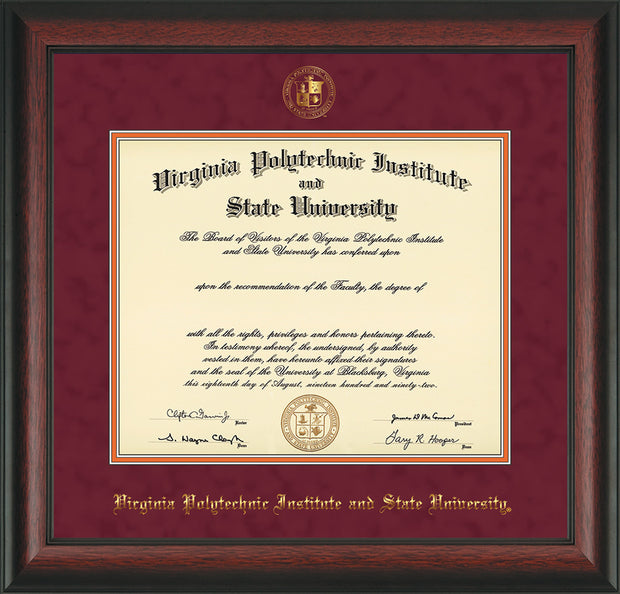 Virginia Polytechnic Institute
and
State University
The Board of Visitors of the Virginia Polytechnic Institute
and State University has conferred upon
upon the recommendation of the Faculty, the degree of
with all the rights, privileges and honors pertaining thereto.
In testimony whereof, the undersigned, by authority
vested in them, have hereunto affixed their signatures
and the seal of the University at Blacksburg, Virginia
this eighteenth day of August, nineteen hundred and ninety-two.
Rector
President
Gary R. Hooper
Dean
Virginia Polytechnic Institute and State University®